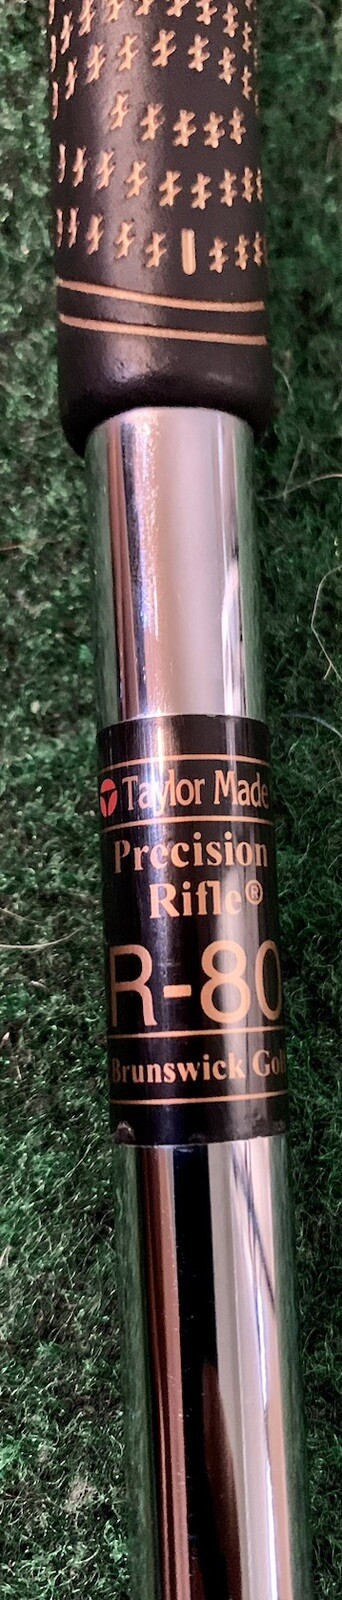 Taylor Made
Precision
Rifle®
R-80
Brunswick Gol